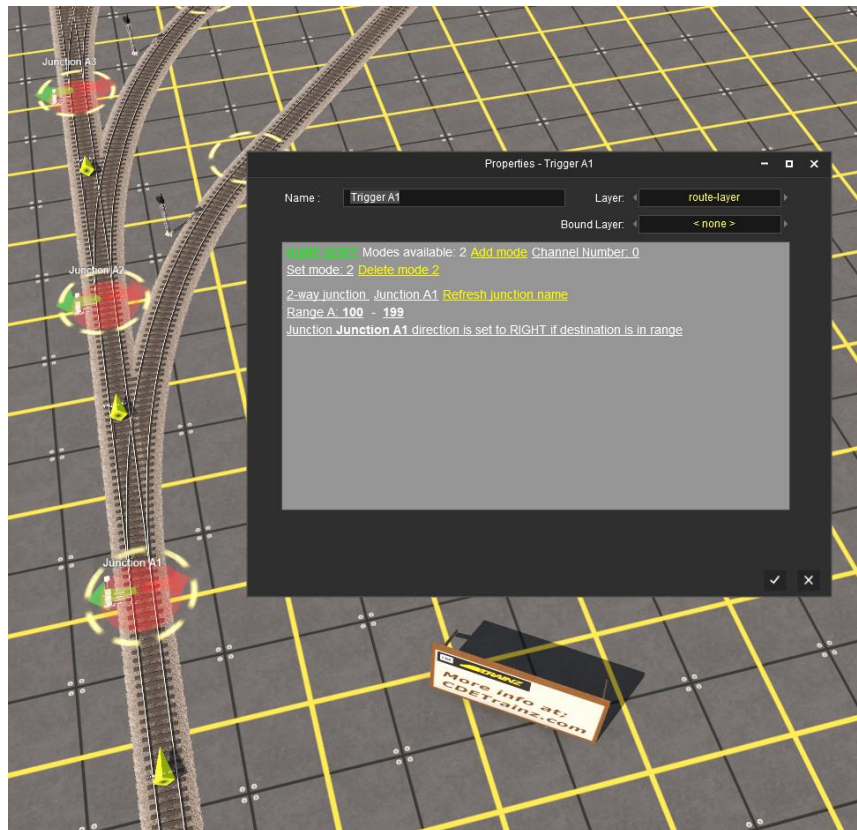 Junction A3
Properties - Trigger A1
Name :
Trigger A1
Layer:
route-layer
Bound Layer:
< none >
Modes available: 2 Add mode Channel Number: 0
Set mode: 2 Delete mode 2
2-way junction Junction A1 Refresh junction name
Range A: 100 - 199
Junction Junction A1 direction is set to RIGHT if destination is in range
Junction A2
Junction A1
TRAINZ
More info at;
CDETrainz.com